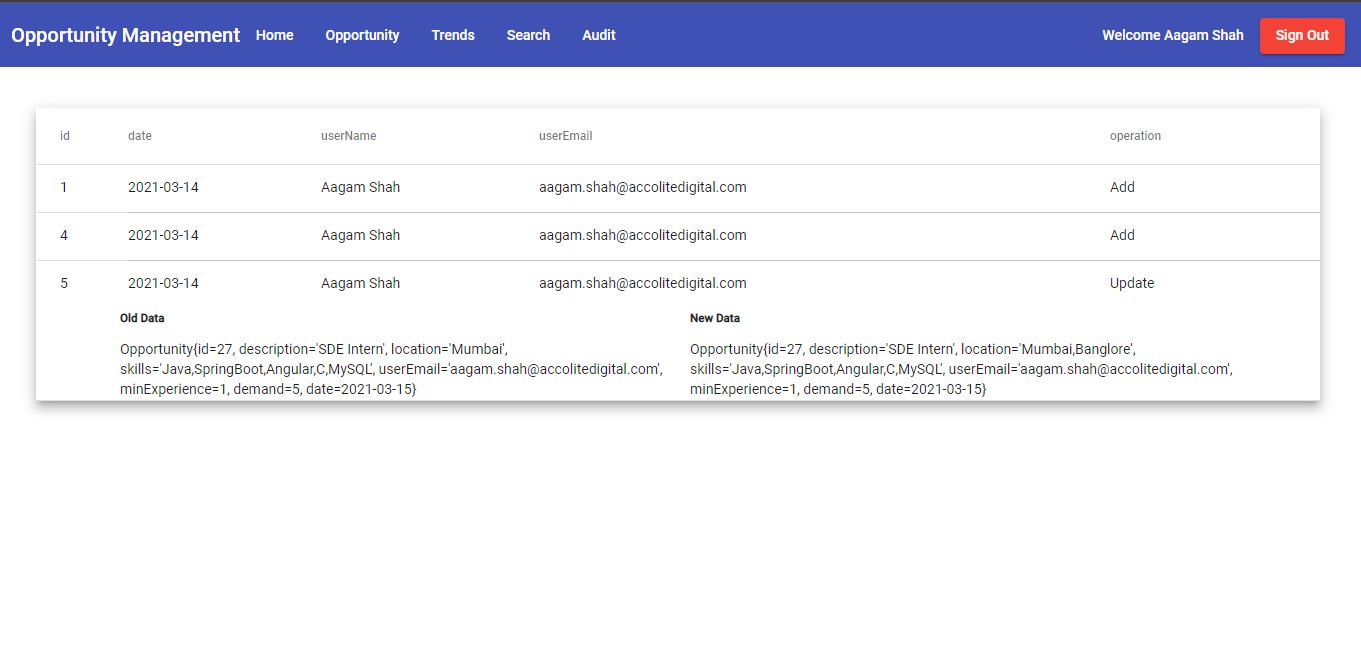 Opportunity Management Home Opportunity Trends Search Audit Welcome Aagam Shah Sign Out
id date userName userEmail operation
1 2021-03-14 Aagam Shah aagam.shah@accolitedigital.com Add
4 2021-03-14 Aagam Shah aagam.shah@accolitedigital.com Add
5 2021-03-14 Aagam Shah aagam.shah@accolitedigital.com Update
Old Data
Opportunity{id=27, description='SDE Intern', location='Mumbai',
skills='Java,SpringBoot,Angular,C,MySQL', userEmail='aagam.shah@accolitedigital.com',
minExperience=1, demand=5, date=2021-03-15}
New Data
Opportunity{id=27, description='SDE Intern', location='Mumbai,Banglore',
skills='Java,SpringBoot,Angular,C,MySQL', userEmail='aagam.shah@accolitedigital.com',
minExperience=1, demand=5, date=2021-03-15}